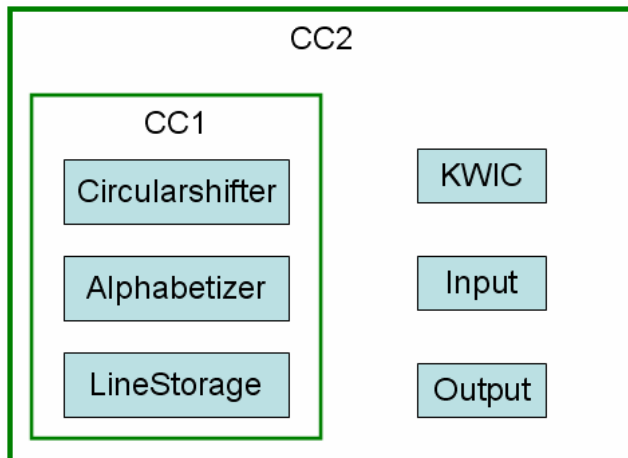 CC2
CC1
Circularshifter
Alphabetizer
LineStorage
KWIC
Input
Output